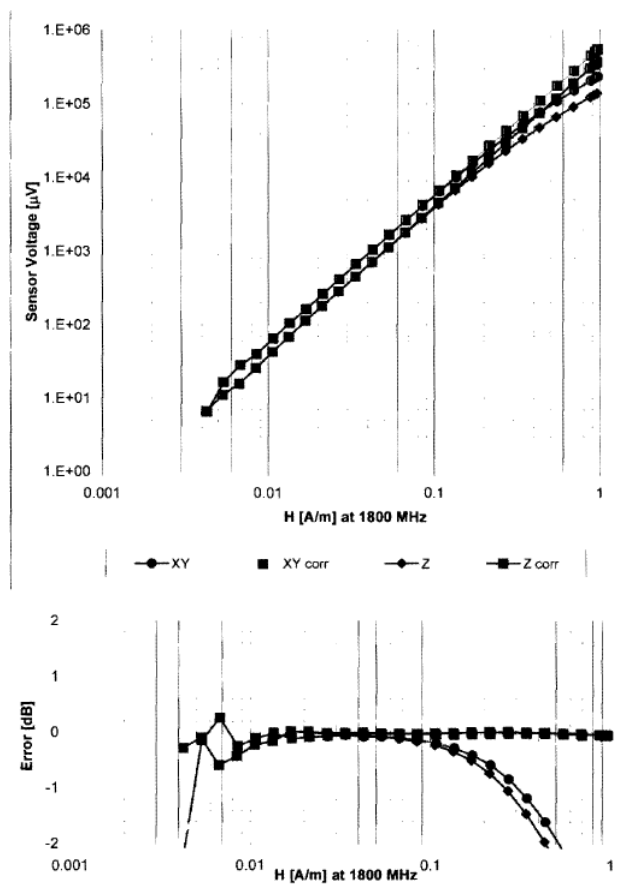 1.E+06
1.E+05
1.E+04
1.E+03
1.E+02
1.E+01
1.E+00
Sensor Voltage [µV]
0.001 0.01 0.1 1
H [A/m] at 1800 MHz
XY XY corr Z Z corr
2
1
0
-1
-2
Error [dB]
0.001 0.01 0.1 1
H [A/m] at 1800 MHz